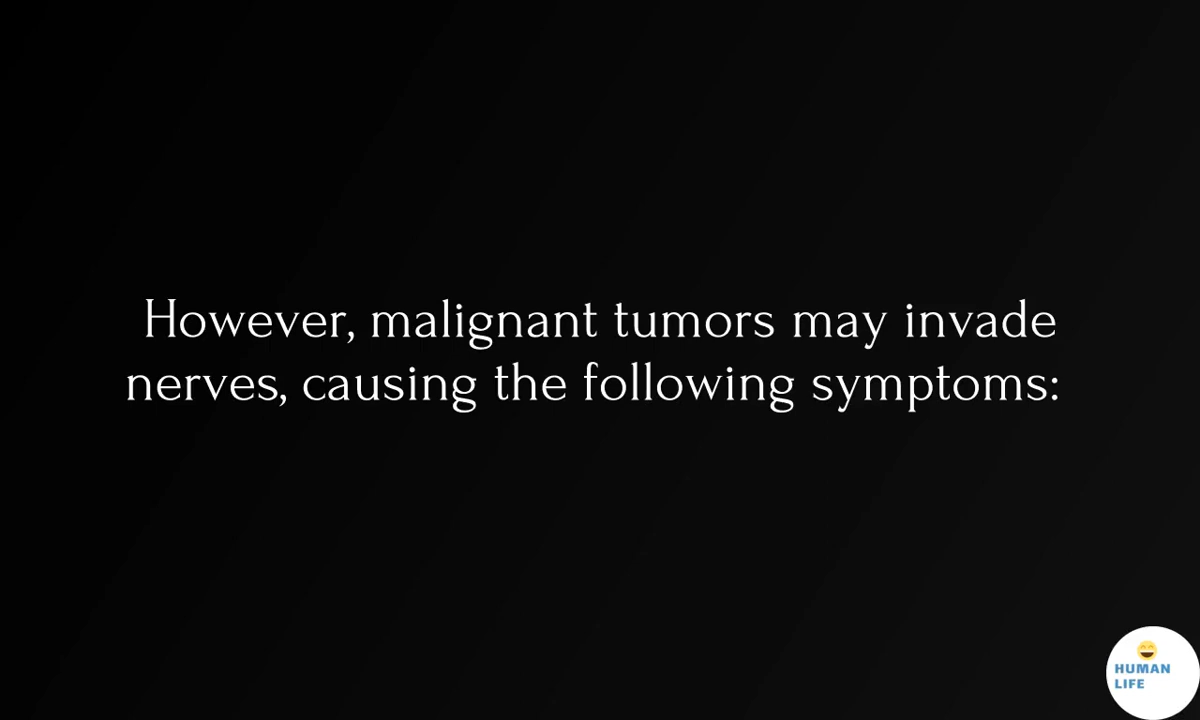 However, malignant tumors may invade
nerves, causing the following symptoms:
HUMAN
LIFE